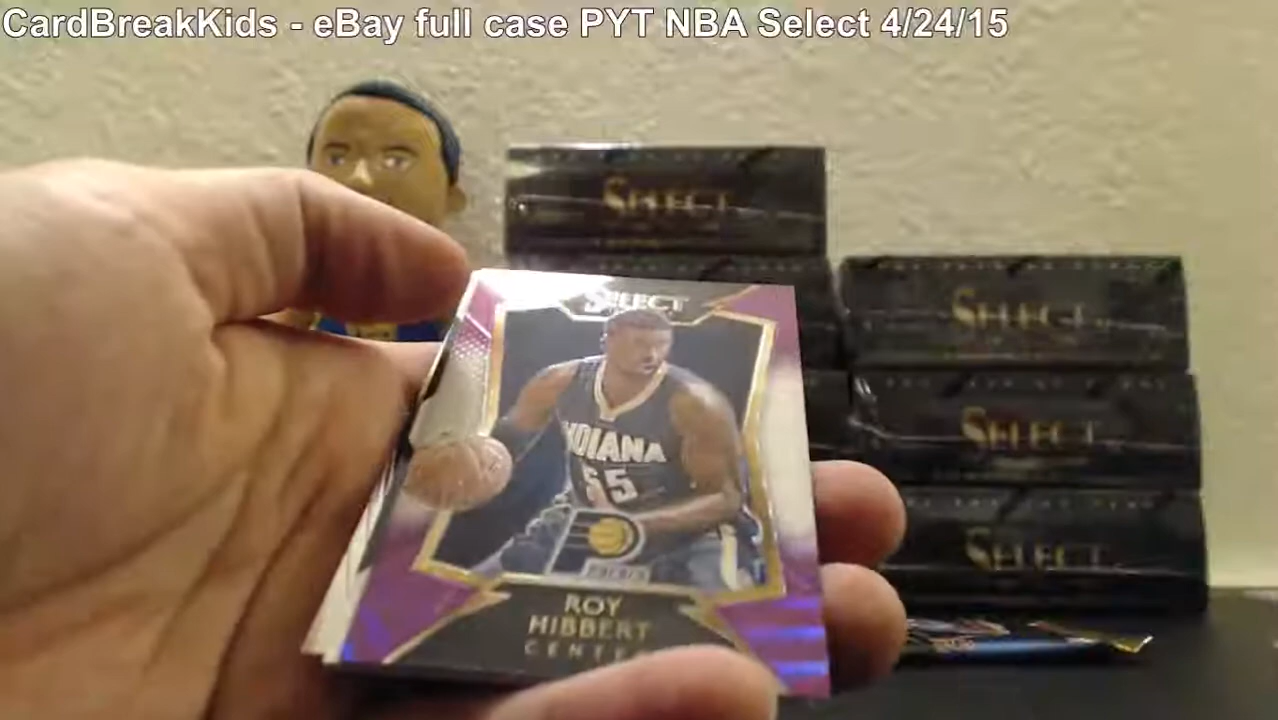 CardBreakKids - eBay full case PYT NBA Select 4/24/15
SELECT
SELECT
SELECT
SELECT
SELECT
INDIANA
55
ROY
HIBBERT
CENTER